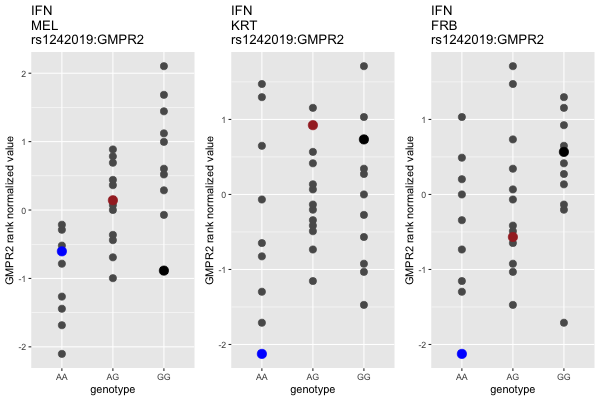 IFN
MEL
rs1242019:GMPR2
GMPR2 rank normalized value
2
1
0
-1
-2
AA AG GG
genotype
IFN
KRT
rs1242019:GMPR2
GMPR2 rank normalized value
1
0
-1
-2
AA AG GG
genotype
IFN
FRB
rs1242019:GMPR2
GMPR2 rank normalized value
1
0
-1
-2
AA AG GG
genotype